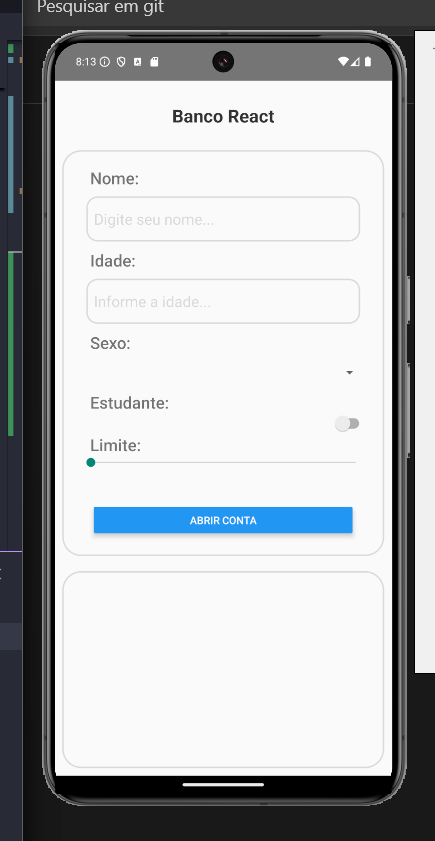 Pesquisar em git
8:13
Banco React
Nome:
Digite seu nome...
Idade:
Informe a idade...
Sexo:
Estudante:
Limite:
ABRIR CONTA